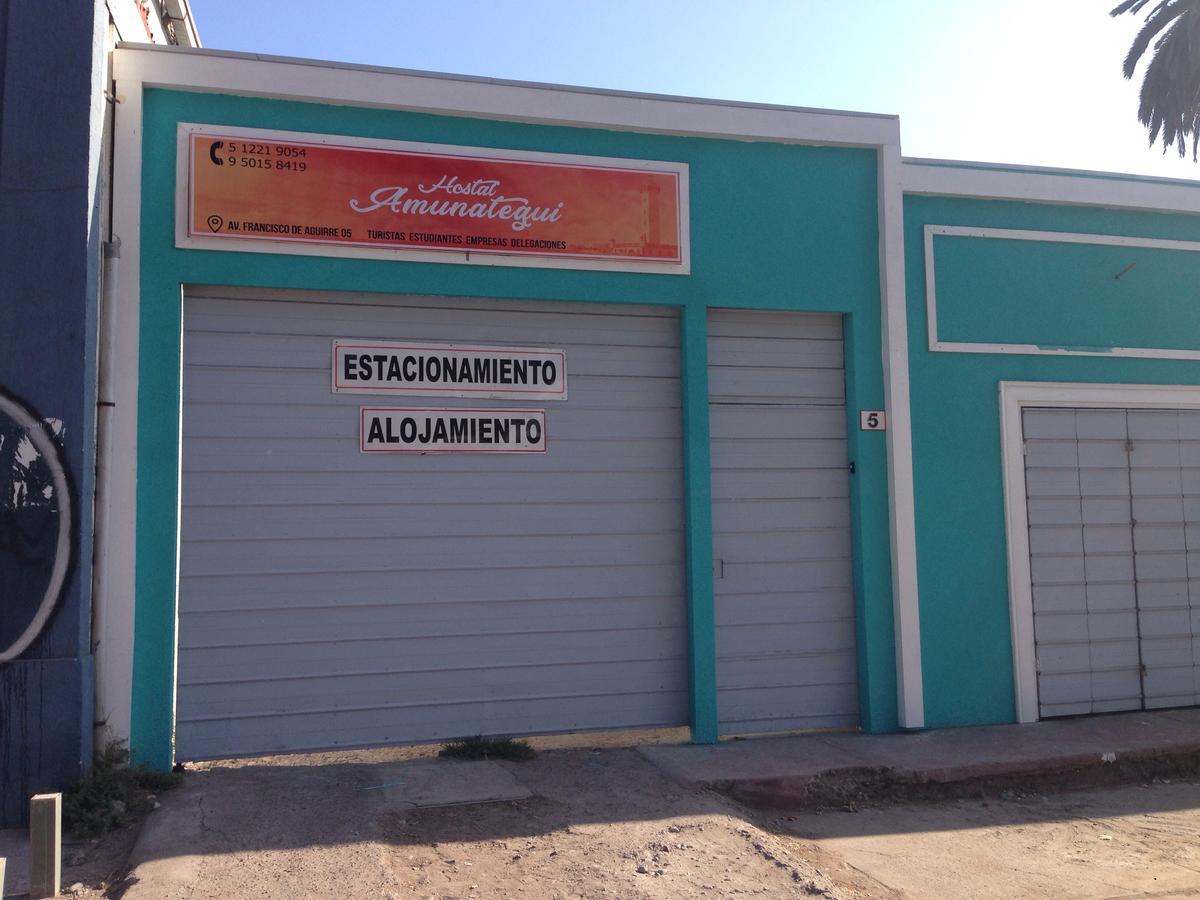 5 1221 9054
9 5015 8419
Hostal
Amunategui
AV. FRANCISCO DE AGUIRRE 05 TURISTAS ESTUDIANTES EMPRESAS DELEGACIONES
ESTACIONAMIENTO
ALOJAMIENTO
5